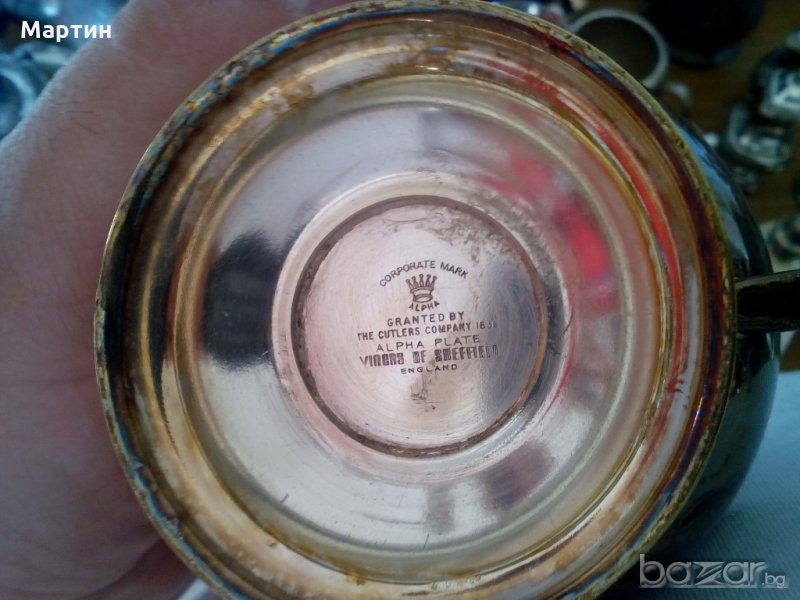 Мартин
CORPORATE MARK
ALPHA
GRANTED BY
THE CUTLERS COMPANY
ALPHA PLATE
VINERS OF SHEFFIELD
ENGLAND
bazar.bg